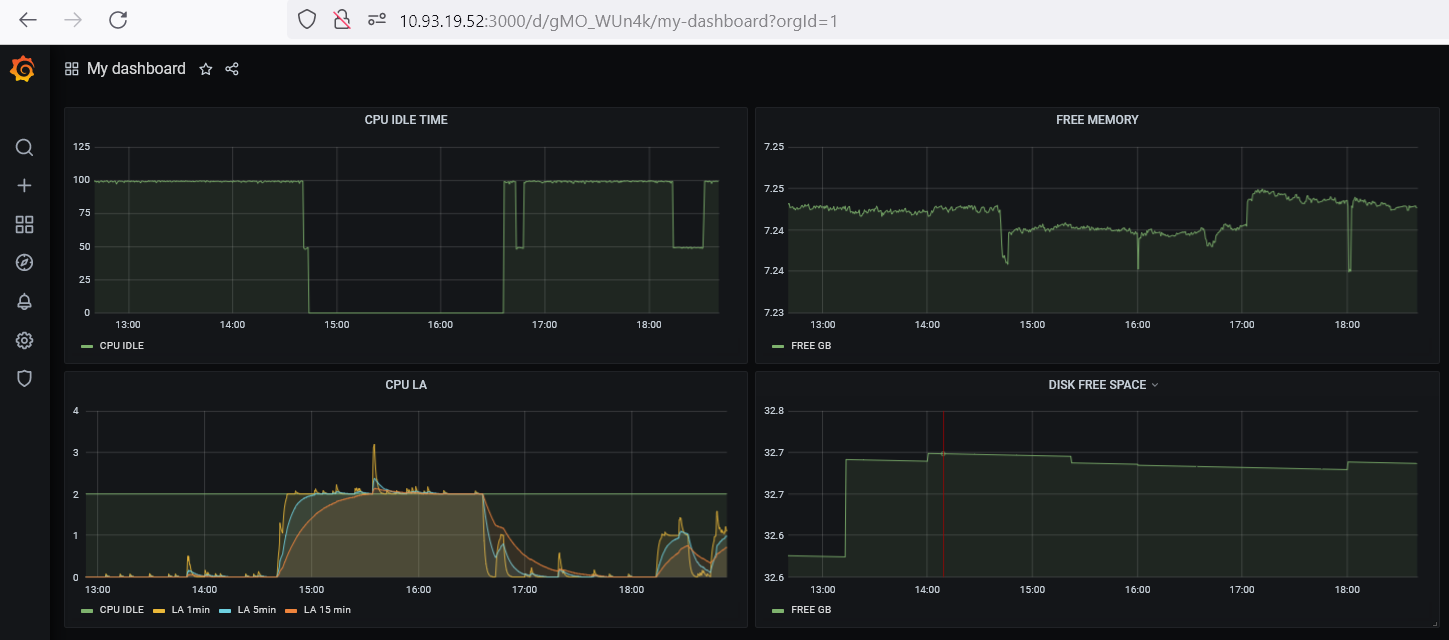 10.93.19.52:3000/d/gMO_WUn4k/my-dashboard?orgId=1
My dashboard
CPU IDLE TIME
125
100
75
50
25
0
13:00 14:00 15:00 16:00 17:00 18:00
CPU IDLE
FREE MEMORY
7.25
7.25
7.24
7.24
7.23
13:00 14:00 15:00 16:00 17:00 18:00
FREE GB
CPU LA
4
3
2
1
0
13:00 14:00 15:00 16:00 17:00 18:00
CPU IDLE LA 1min LA 5min LA 15 min
DISK FREE SPACE
32.8
32.7
32.7
32.6
32.6
13:00 14:00 15:00 16:00 17:00 18:00
FREE GB